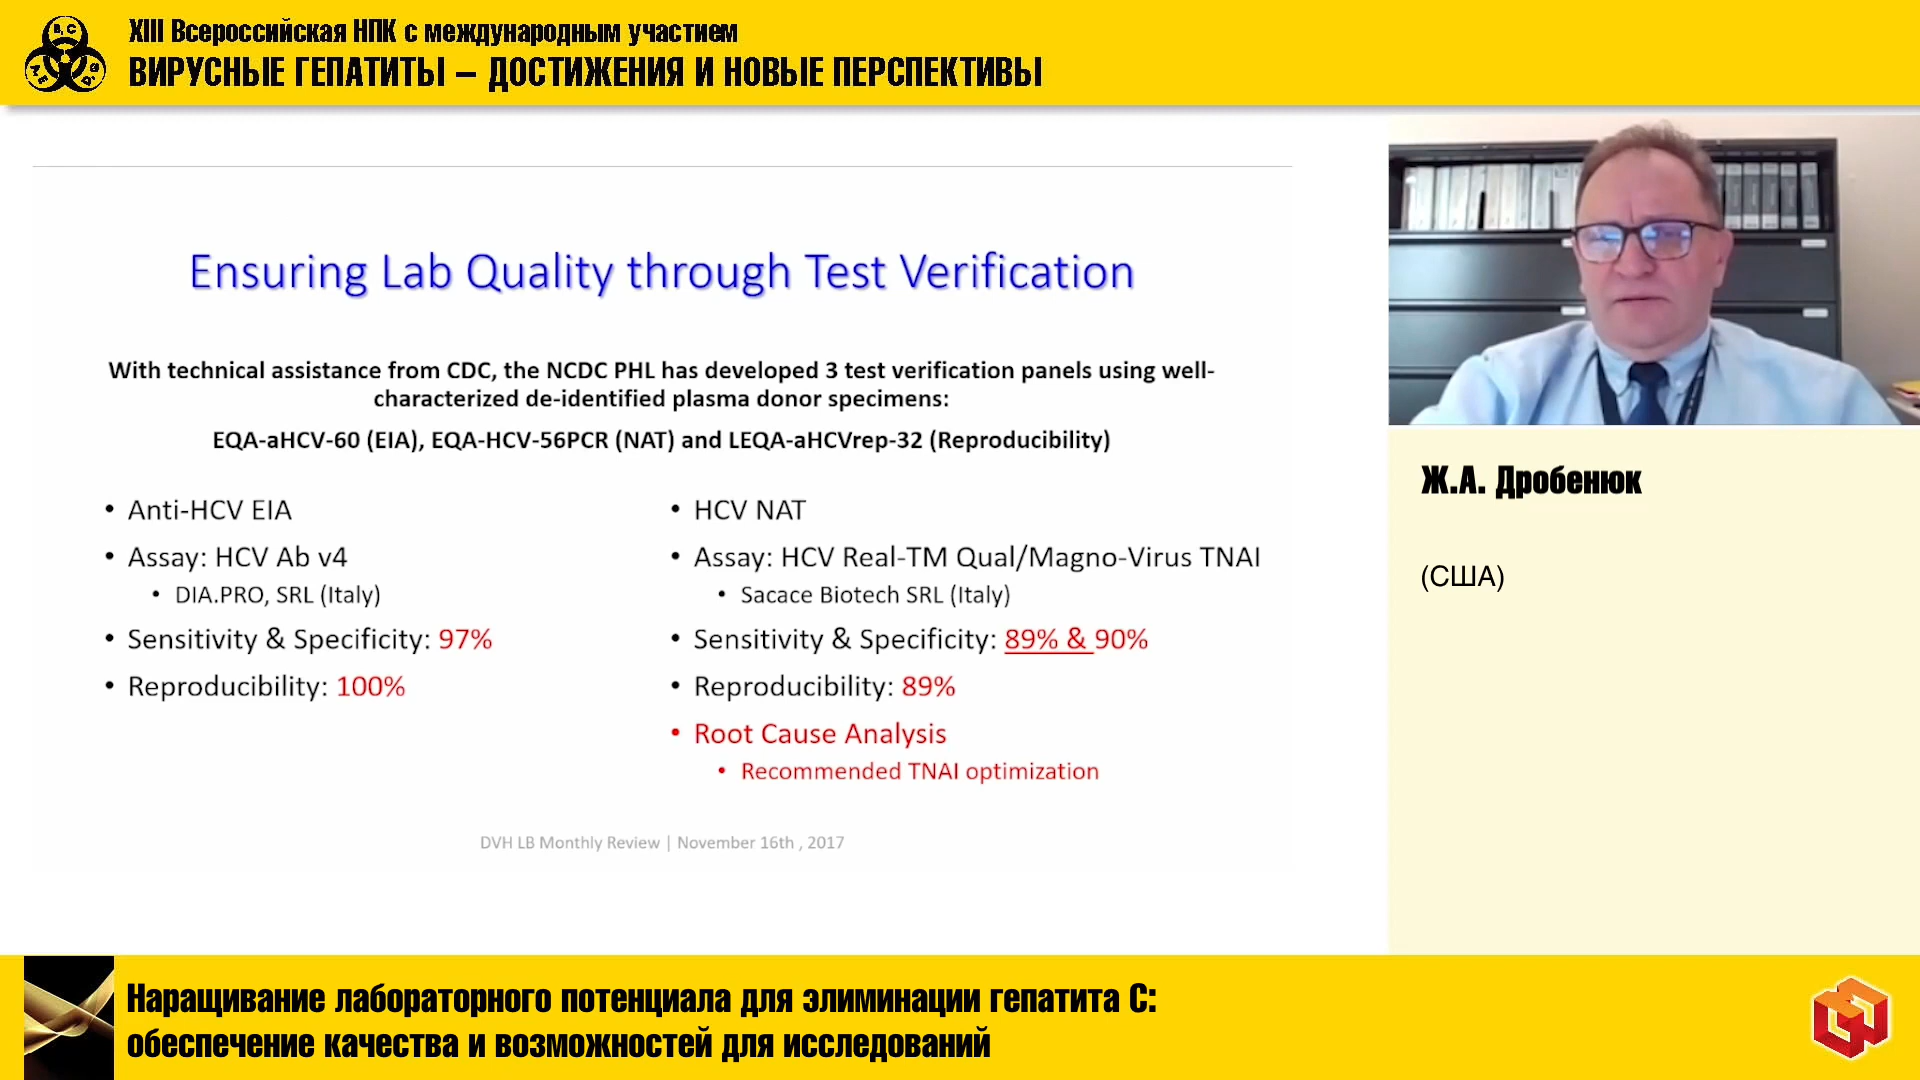 XIII Всероссийская НПК с международным участием
ВИРУСНЫЕ ГЕПАТИТЫ – ДОСТИЖЕНИЯ И НОВЫЕ ПЕРСПЕКТИВЫ
B, C
Ensuring Lab Quality through Test Verification
With technical assistance from CDC, the NCDC PHL has developed 3 test verification panels using well-
characterized de-identified plasma donor specimens:
EQA-aHCV-60 (EIA), EQA-HCV-56PCR (NAT) and LEQA-aHCVrep-32 (Reproducibility)
• Anti-HCV EIA
• Assay: HCV Ab v4
• DIA.PRO, SRL (Italy)
• Sensitivity & Specificity: 97%
• Reproducibility: 100%
• HCV NAT
• Assay: HCV Real-TM Qual/Magno-Virus TNAI
• Sacace Biotech SRL (Italy)
• Sensitivity & Specificity: 89% & 90%
• Reproducibility: 89%
• Root Cause Analysis
• Recommended TNAI optimization
DVH LB Monthly Review | November 16th , 2017
Ж.А. Дробенюк
(США)
Наращивание лабораторного потенциала для элиминации гепатита С:
обеспечение качества и возможностей для исследований